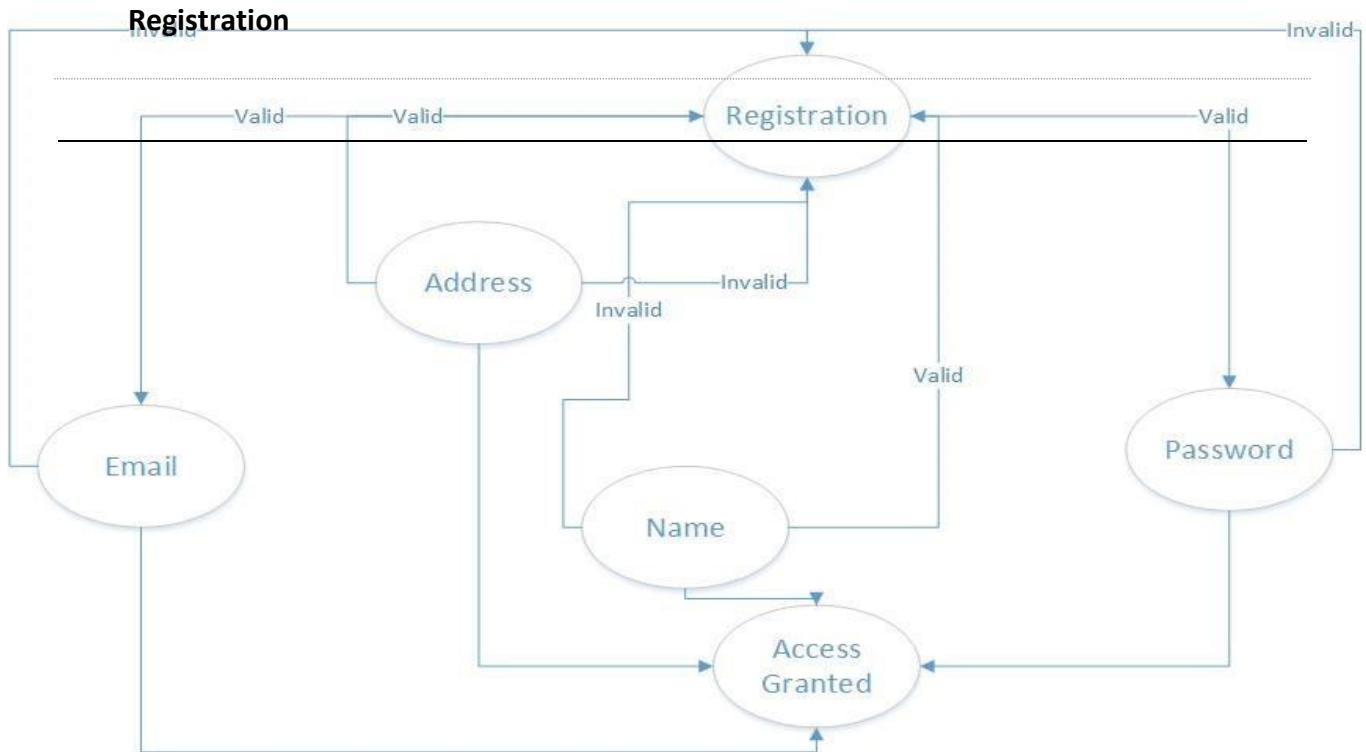 Registration
Invalid
Invalid
Valid
Valid
Registration
Valid
Address
Invalid
Invalid
Valid
Email
Password
Name
Access
Granted